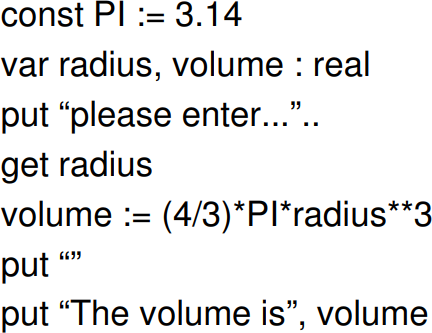 const PI := 3.14
var radius, volume : real
put “please enter...”..
get radius
volume := (4/3)*PI*radius**3
put “”
put “The volume is”, volume